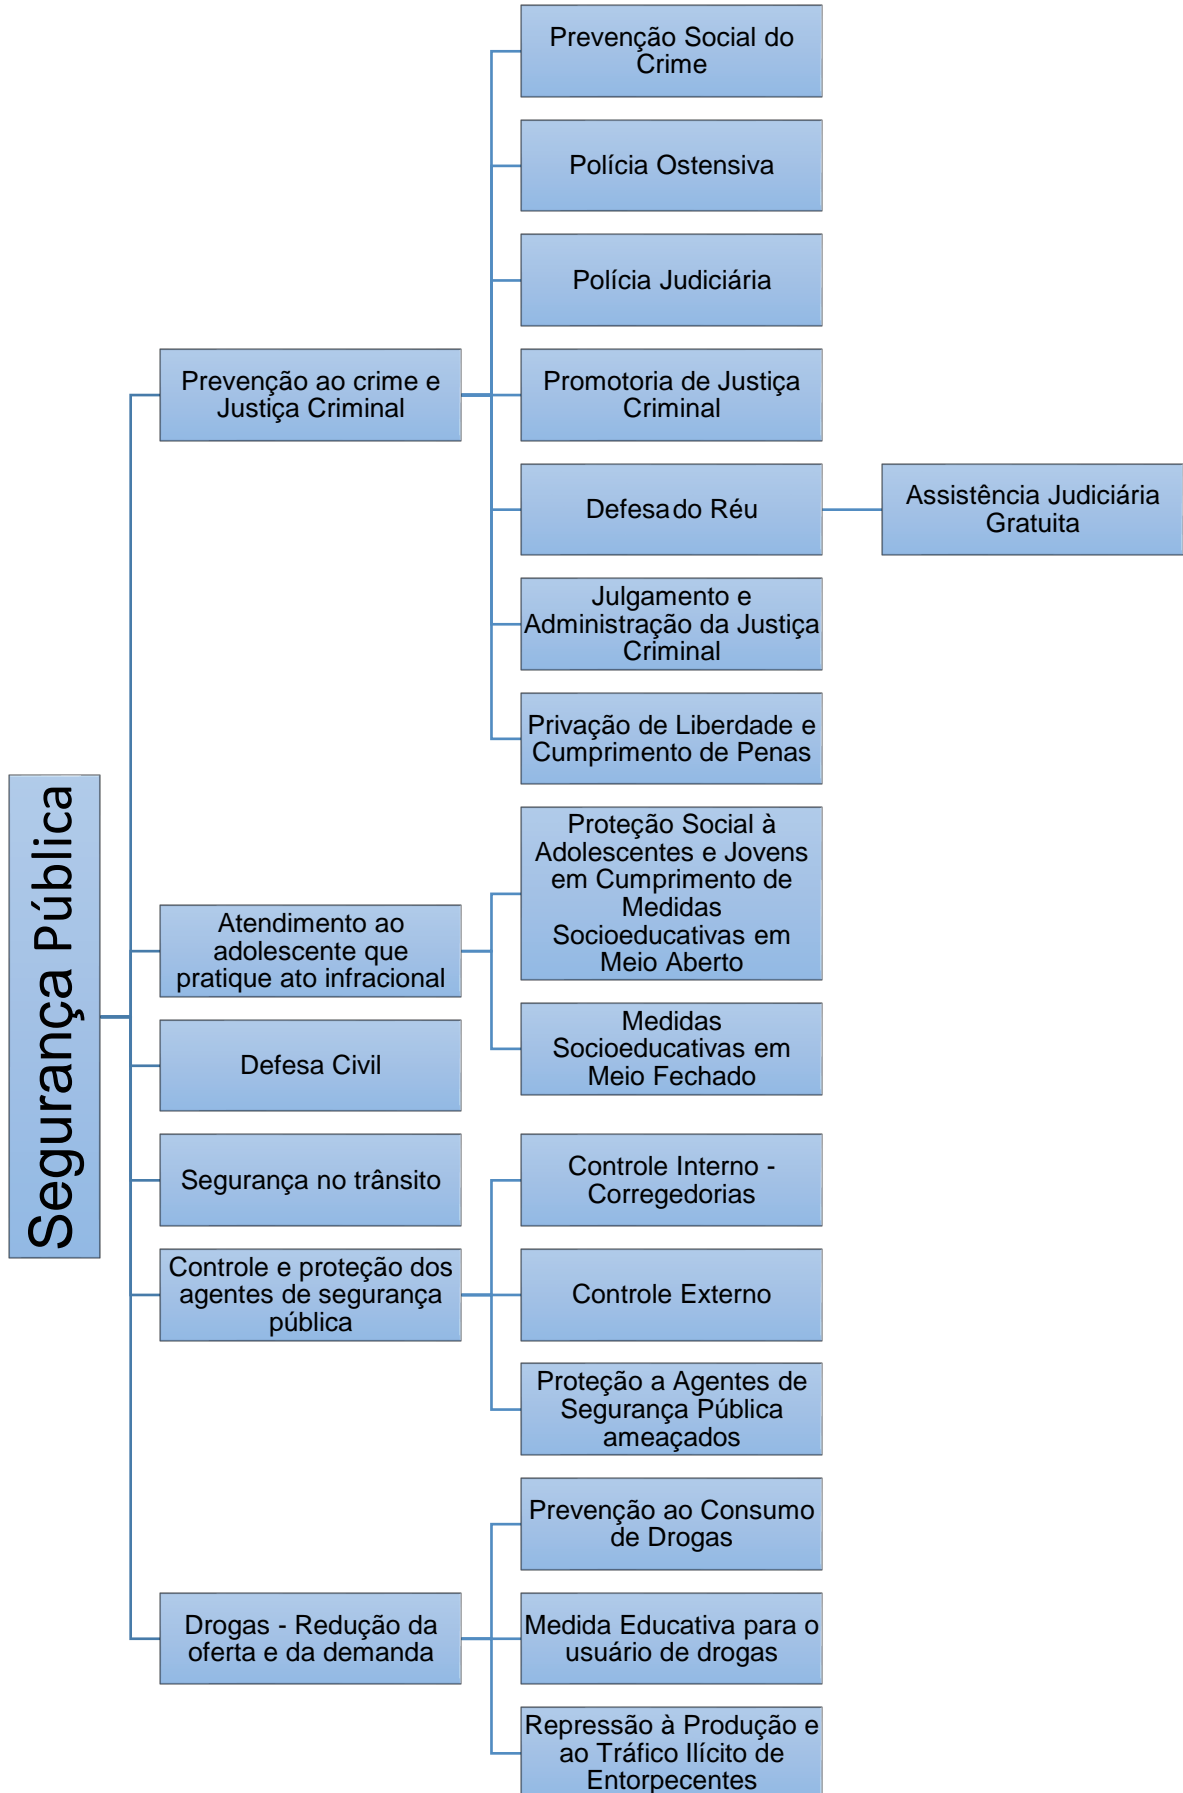 Segurança Pública
Prevenção ao crime e
Justiça Criminal
Prevenção Social do
Crime
Polícia Ostensiva
Polícia Judiciária
Promotoria de Justiça
Criminal
Defesa do Réu
Assistência Judiciária
Gratuita
Julgamento e
Administração da Justiça
Criminal
Privação de Liberdade e
Cumprimento de Penas
Atendimento ao
adolescente que
pratique ato infracional
Proteção Social à
Adolescentes e Jovens
em Cumprimento de
Medidas
Socioeducativas em
Meio Aberto
Medidas
Socioeducativas em
Meio Fechado
Defesa Civil
Segurança no trânsito
Controle e proteção dos
agentes de segurança
pública
Controle Interno -
Corregedorias
Controle Externo
Proteção a Agentes de
Segurança Pública
ameaçados
Drogas - Redução da
oferta e da demanda
Prevenção ao Consumo
de Drogas
Medida Educativa para o
usuário de drogas
Repressão à Produção e
ao Tráfico Ilícito de
Entorpecentes